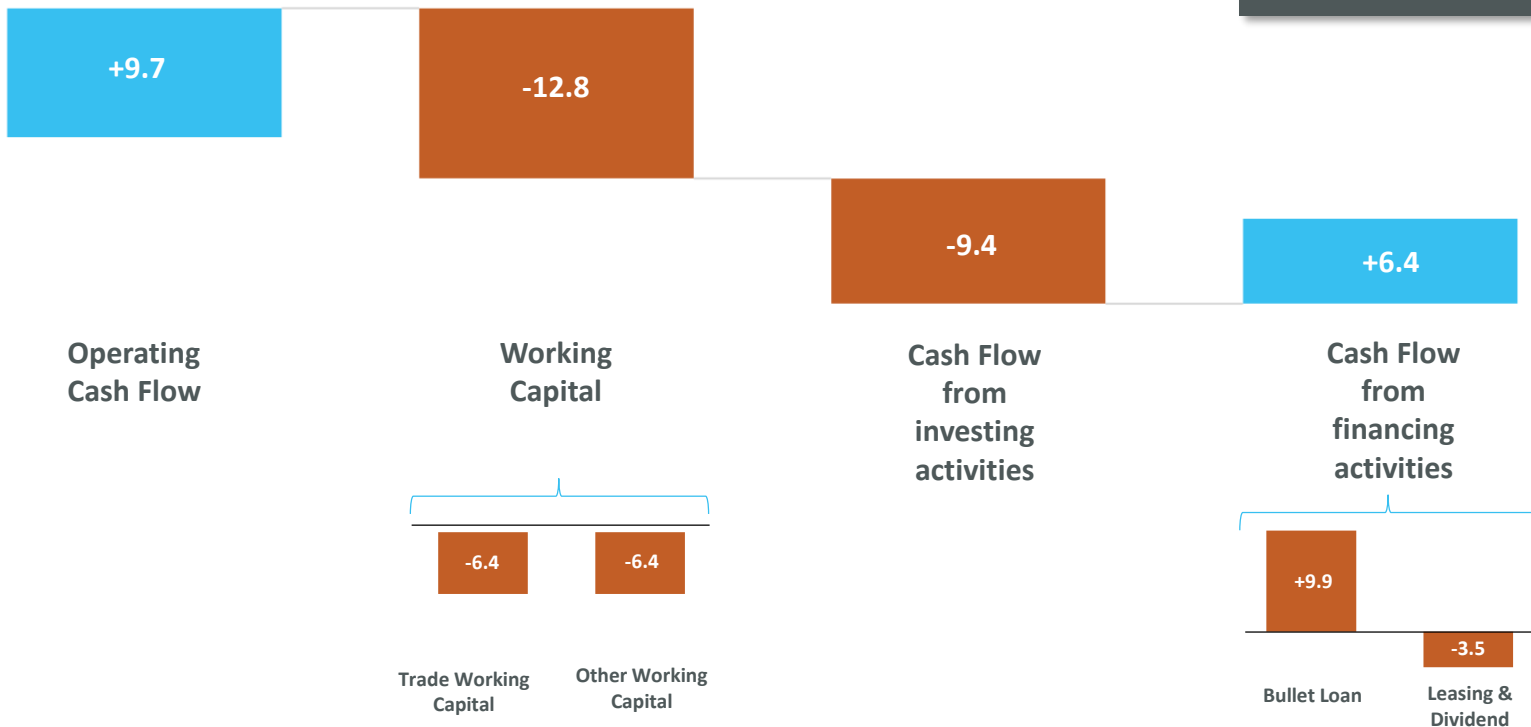 +9.7
-12.8
-9.4
+6.4
Operating
Cash Flow
Working
Capital
Cash Flow
from
investing
activities
Cash Flow
from
financing
activities
-6.4
-6.4
Trade Working
Capital
Other Working
Capital
+9.9
-3.5
Bullet Loan
Leasing &
Dividend